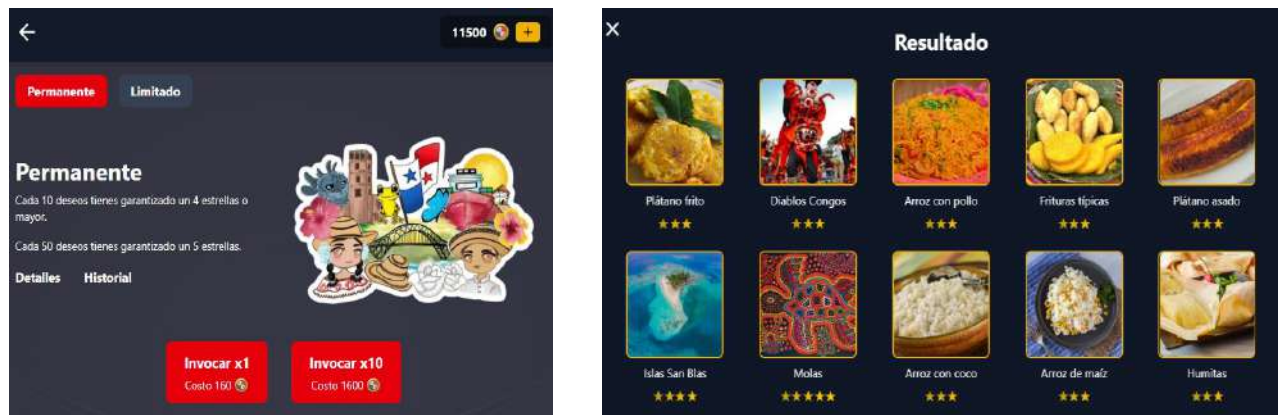 11500 +
Permanente Limitado
Permanente
Cada 10 deseos tienes garantizado un 4 estrellas o
mayor.
Cada 50 deseos tienes garantizado un 5 estrellas.
Detalles Historial
Invocar x1
Costo 160
Invocar x10
Costo 1600
Resultado
Plátano frito
Diablos Congos
Arroz con pollo
Frituras típicas
Plátano asado
Islas San Blas
Molas
Arroz con coco
Arroz de maíz
Humitas